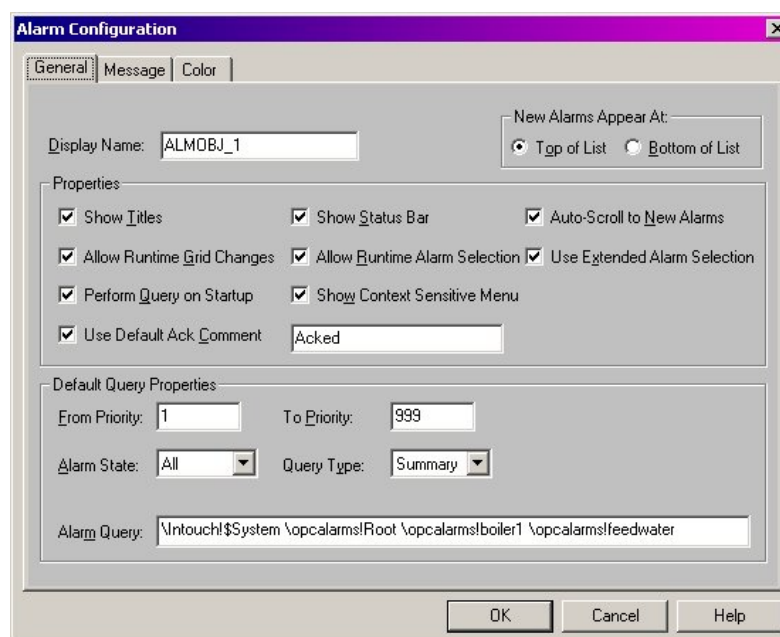 Alarm Configuration
General Message Color
New Alarms Appear At:
Display Name: ALMOBJ_1
Top of List Bottom of List
Properties
Show Titles Show Status Bar Auto-Scroll to New Alarms
Allow Runtime Grid Changes Allow Runtime Alarm Selection Use Extended Alarm Selection
Perform Query on Startup Show Context Sensitive Menu
Use Default Ack Comment Acked
Default Query Properties
From Priority: 1 To Priority: 999
Alarm State: All Query Type: Summary
Alarm Query: \Intouch!$System \opcalarms!Root \opcalarms!boiler1 \opcalarms!feedwater
OK Cancel Help